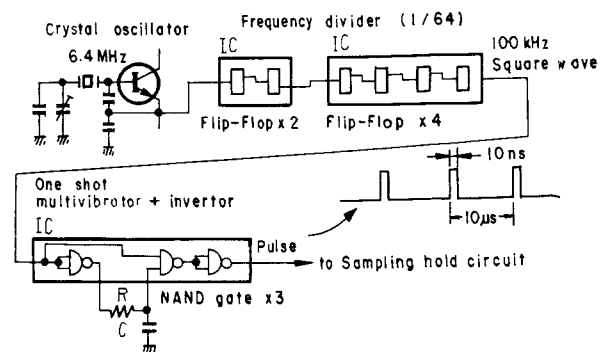 Crystal oscillator
Frequency divider (1/64)
6.4 MHz
IC
IC
100 kHz
Square wave
Flip-Flop x 2
Flip-Flop x 4
10 ns
10 μs
One shot
multivibrator + invertor
IC
Pulse
to Sampling hold circuit
NAND gate x3
R
C